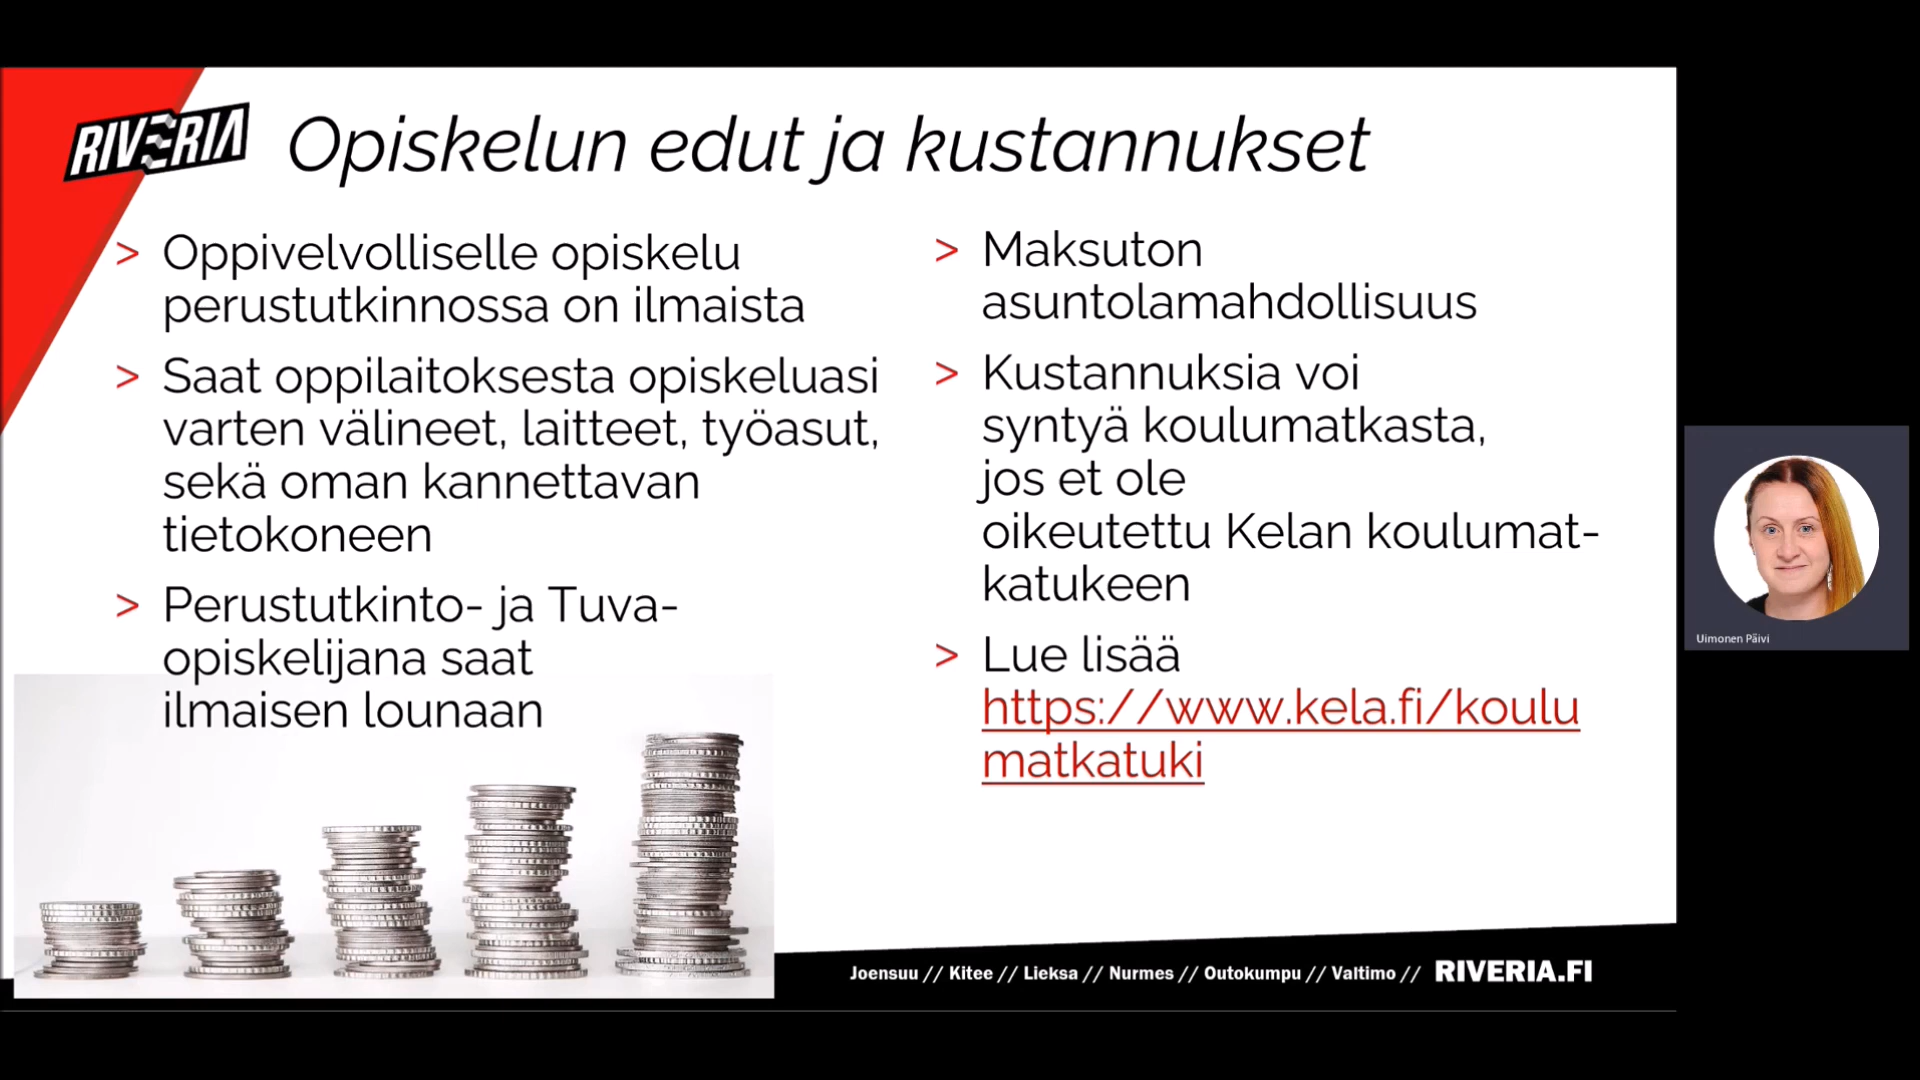 RIVERIA
Opiskelun edut ja kustannukset
> Oppivelvolliselle opiskelu
perustutkinnossa on ilmaista
> Saat oppilaitoksesta opiskeluasi
varten välineet, laitteet, työasut,
sekä oman kannettavan
tietokoneen
> Perustutkinto- ja Tuva-
opiskelijana saat
ilmaisen lounaan
> Maksuton
asuntolamahdollisuus
> Kustannuksia voi
syntyä koulumatkasta,
jos et ole
oikeutettu Kelan koulumat-
katukeen
> Lue lisää
https://www.kela.fi/koulu
matkatuki
Uimonen Päivi
Joensuu // Kitee // Lieksa // Nurmes // Outokumpu // Valtimo // RIVERIA.FI